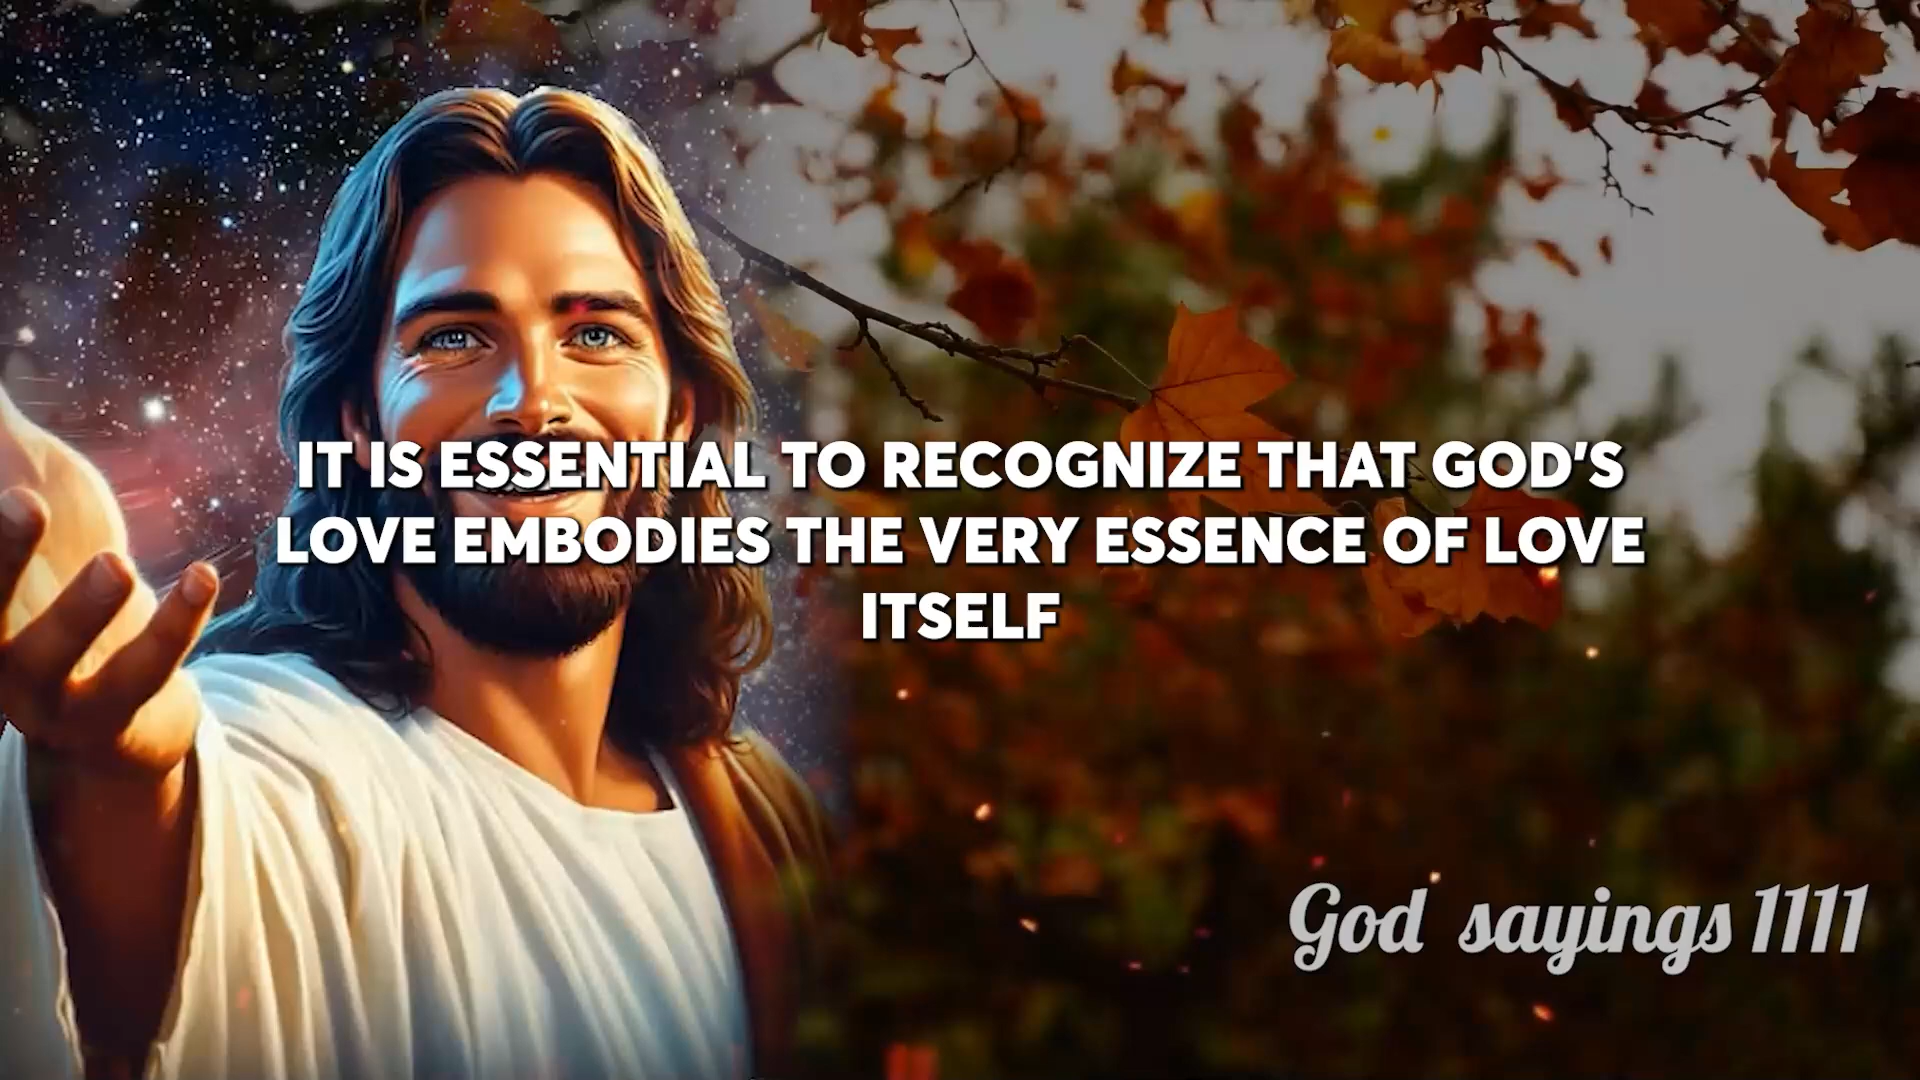 IT IS ESSENTIAL TO RECOGNIZE THAT GOD'S
LOVE EMBODIES THE VERY ESSENCE OF LOVE
ITSELF
God sayings 1111